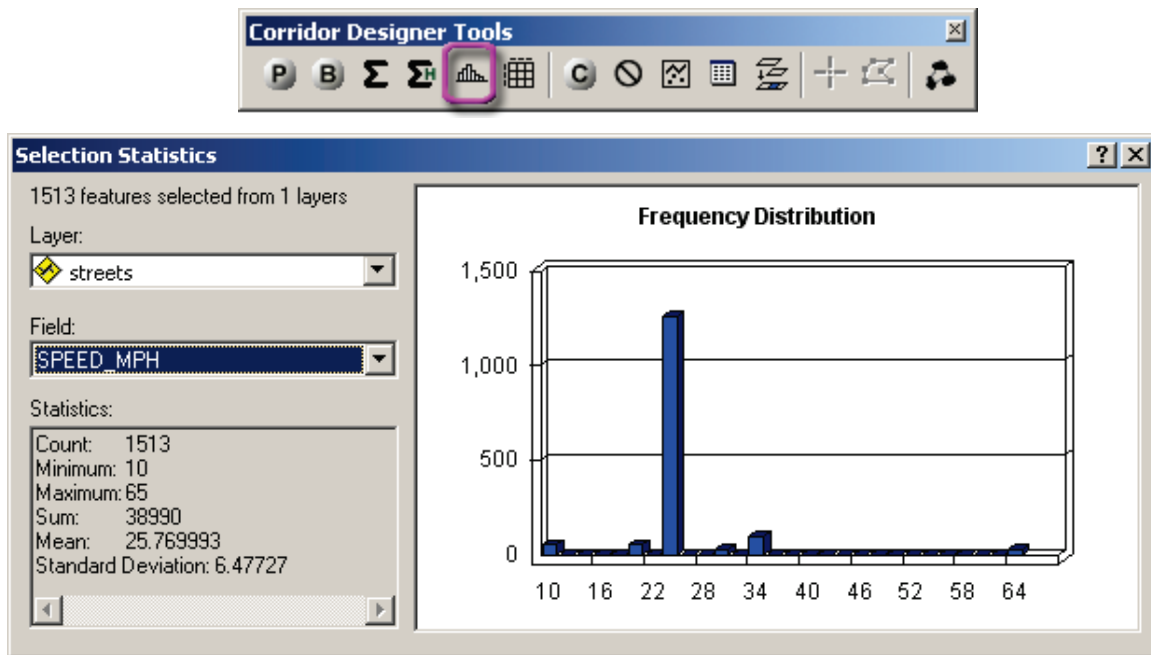 Corridor Designer Tools
P B Σ ΣH C
Selection Statistics
1513 features selected from 1 layers
Layer:
streets
Field:
SPEED_MPH
Statistics:
Count: 1513
Minimum: 10
Maximum: 65
Sum: 38990
Mean: 25.769993
Standard Deviation: 6.47727
Frequency Distribution
1,500
1,000
500
0
10 16 22 28 34 40 46 52 58 64